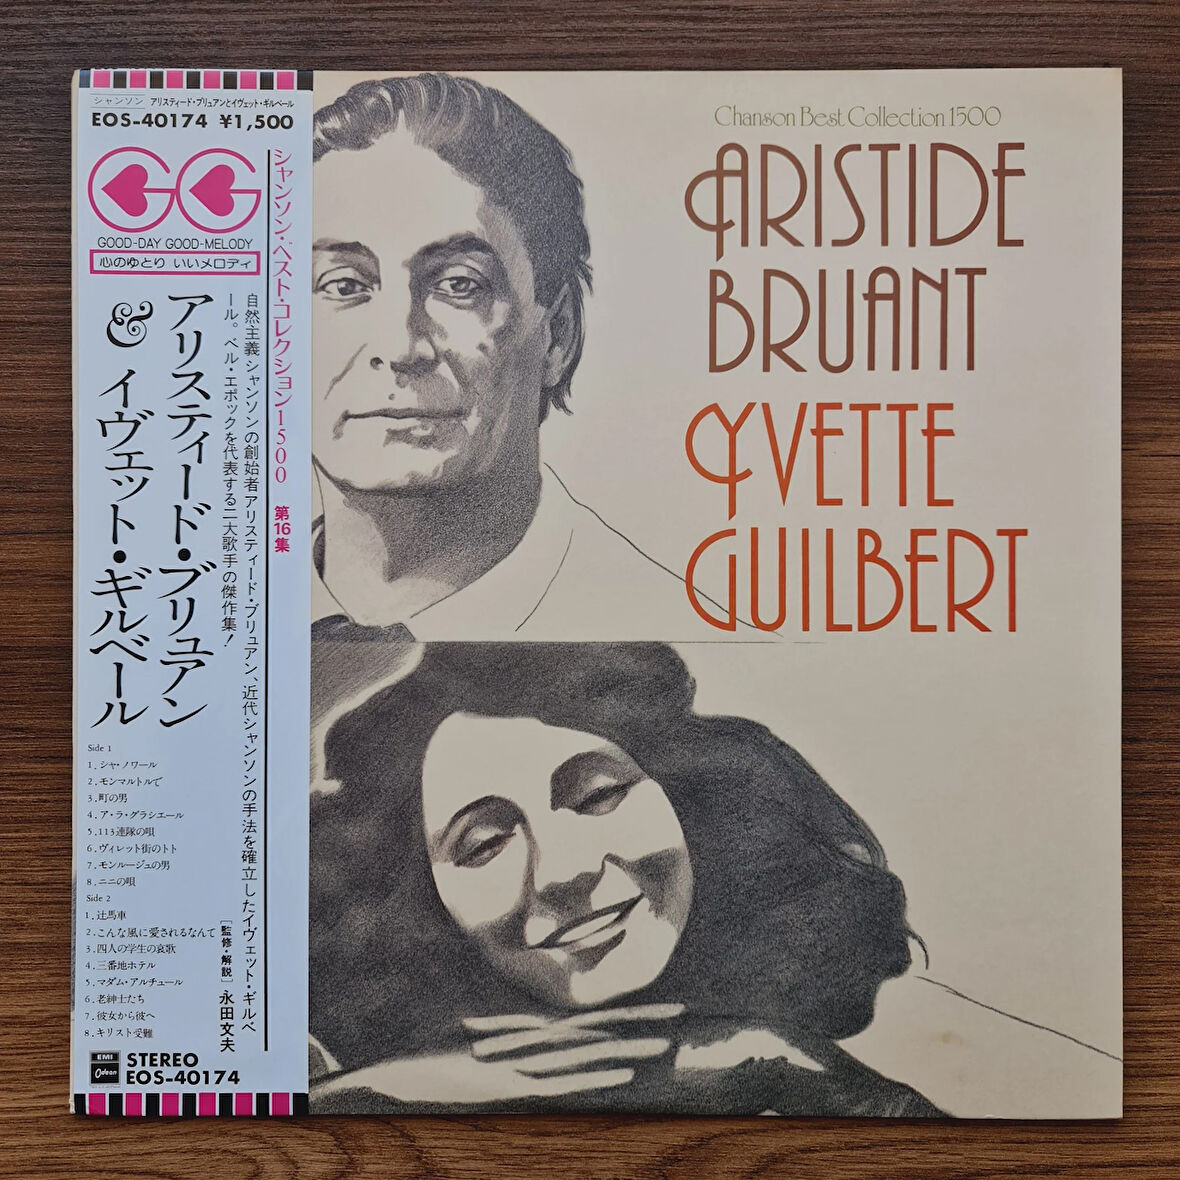 シャンソン アリスティード・ブリュアンとイヴェット・ギルベール
EOS-40174 ¥1,500
GG
GOOD-DAY GOOD-MELODY
心のゆとり いいメロディ
シャンソン・ベスト・コレクション1500 第16集
自然主義シャンソンの創始者アリスティード・ブリュアン、近代シャンソンの手法を確立したイヴェット・ギルベ
ール。ベル・エポックを代表する二大歌手の傑作集!
[監修・解説] 永田文夫
アリスティード・ブリュアン
& イヴェット・ギルベール
Side 1
1.シャ・ノワール
2.モンマルトルで
3.町の男
4.ア・ラ・グラシエール
5.113連隊の唄
6.ヴィレット街のトト
7.モンルージュの男
8.ニニの唄
Side 2
1.辻馬車
2.こんな風に愛されるなんて
3.四人の学生の哀歌
4.三番地ホテル
5.マダム・アルチュール
6.老紳士たち
7.彼女から彼へ
8.キリスト受難
EMI
Odeon
STEREO
EOS-40174
Chanson Best Collection 1500
ARISTIDE
BRUANT
YVETTE
GUILBERT